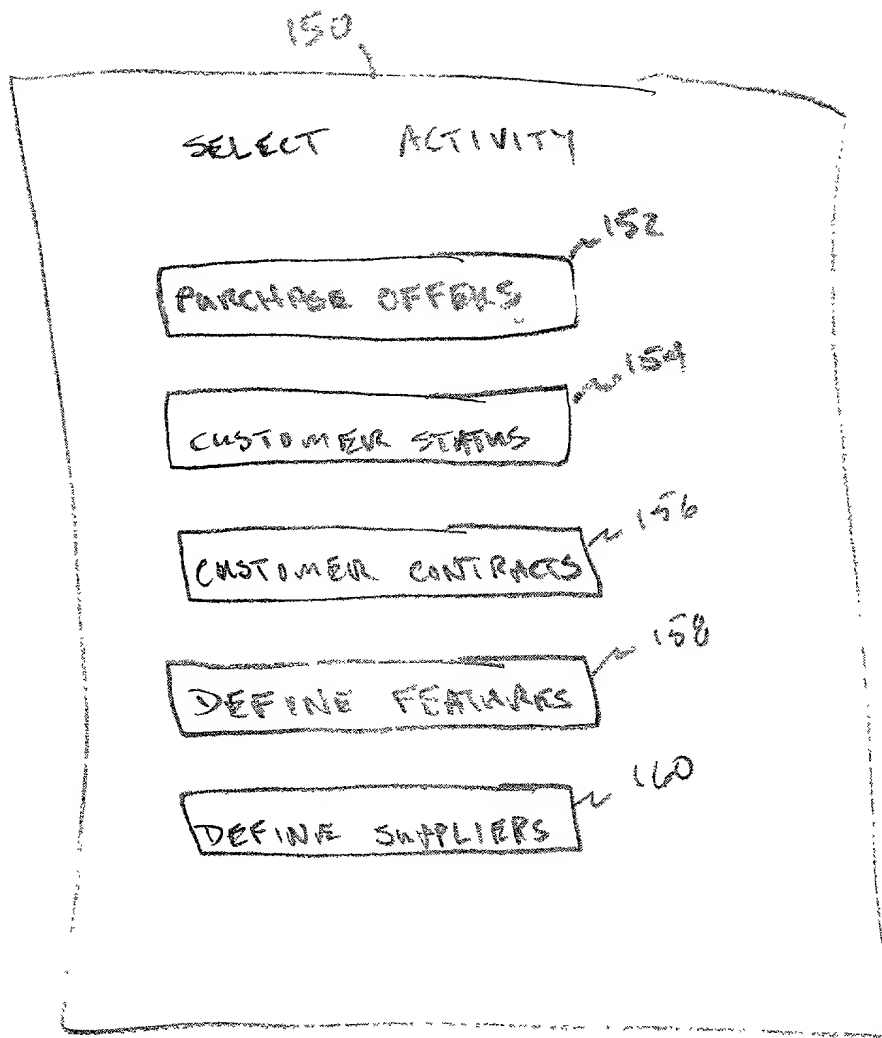 150
SELECT ACTIVITY
152
PURCHASE OFFERS
154
CUSTOMER STATUS
156
CUSTOMER CONTRACTS
158
DEFINE FEATURES
160
DEFINE SUPPLIERS